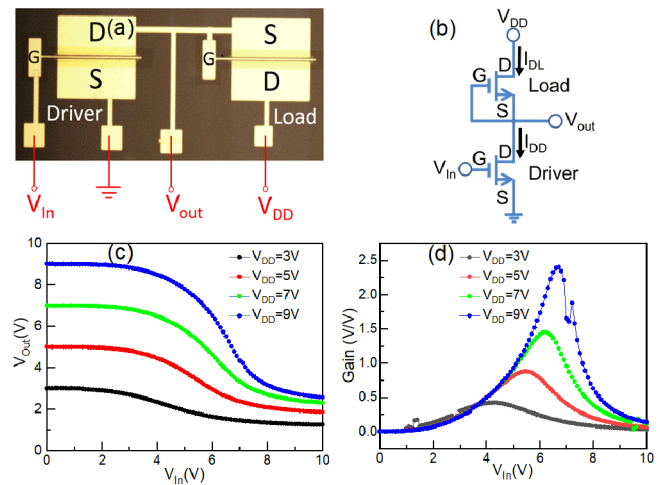 (a)
D
S
G
G
S
D
Driver
Load
V_In
V_out
V_DD
(b)
V_DD
I_DL
D
G
Load
S
V_out
I_DD
D
V_In
G
Driver
S
(c)
V_DD=3V
V_DD=5V
V_DD=7V
V_DD=9V
10
8
6
4
2
0
V_Out(V)
0 2 4 6 8 10
V_In(V)
(d)
V_DD=3V
V_DD=5V
V_DD=7V
V_DD=9V
2.5
2.0
1.5
1.0
0.5
0.0
Gain (V/V)
0 2 4 6 8 10
V_In(V)